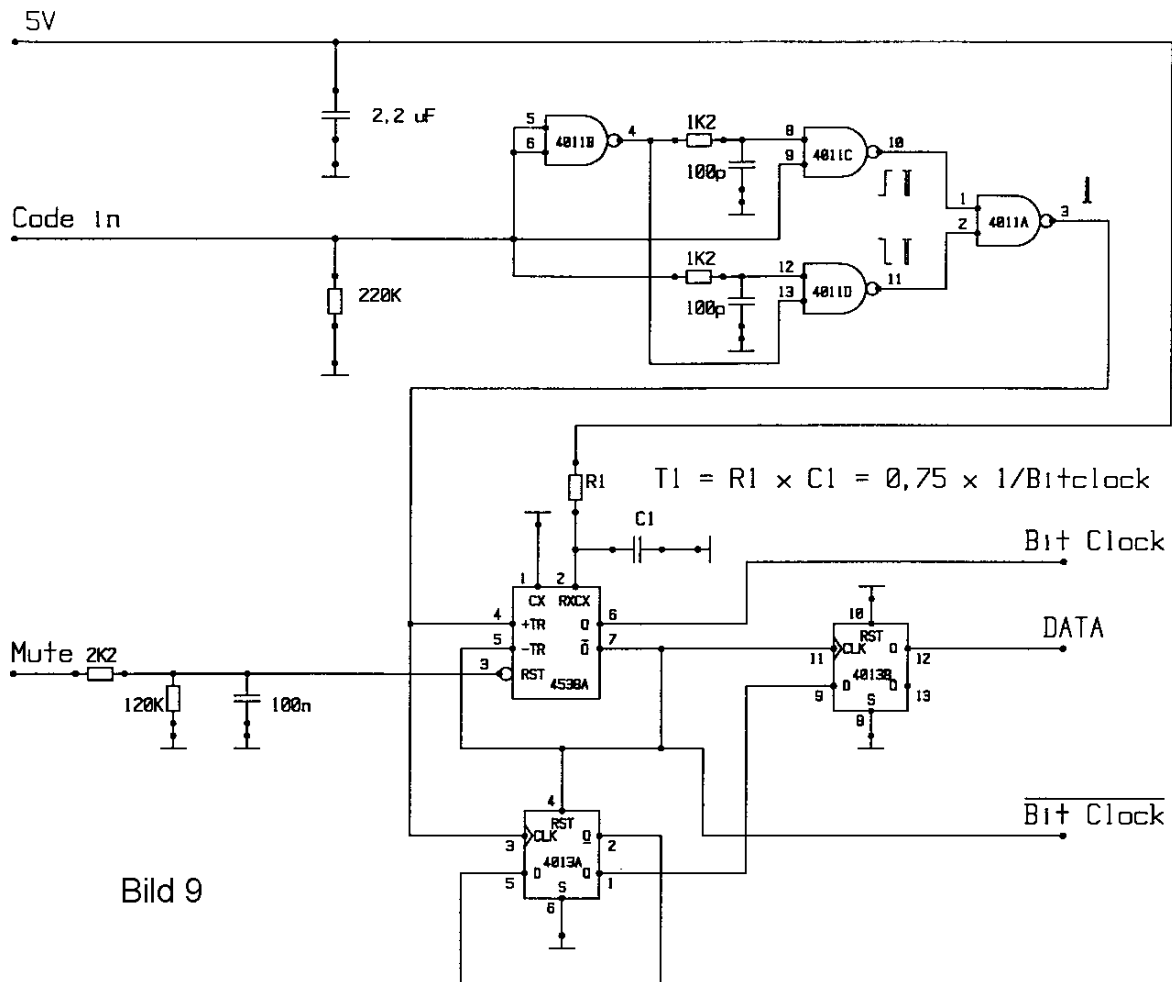 5V
2,2 uF
5
6
4011B
4
1K2
100p
8
9
4011C
10
1
2
4011A
3
Code in
220K
1K2
100p
12
13
4011D
11
R1
T1 = R1 x C1 = 0,75 x 1/Bitclock
C1
Bit Clock
1
2
CX
RXCX
4
+TR
Q
6
5
-TR
Q
7
3
RST
4538A
Mute
2K2
120K
100n
10
RST
11
CLK
Q
12
9
D
4013B
Q
13
S
8
DATA
Bit Clock
4
RST
3
CLK
Q
2
4013A
5
D
Q
1
S
6
Bild 9